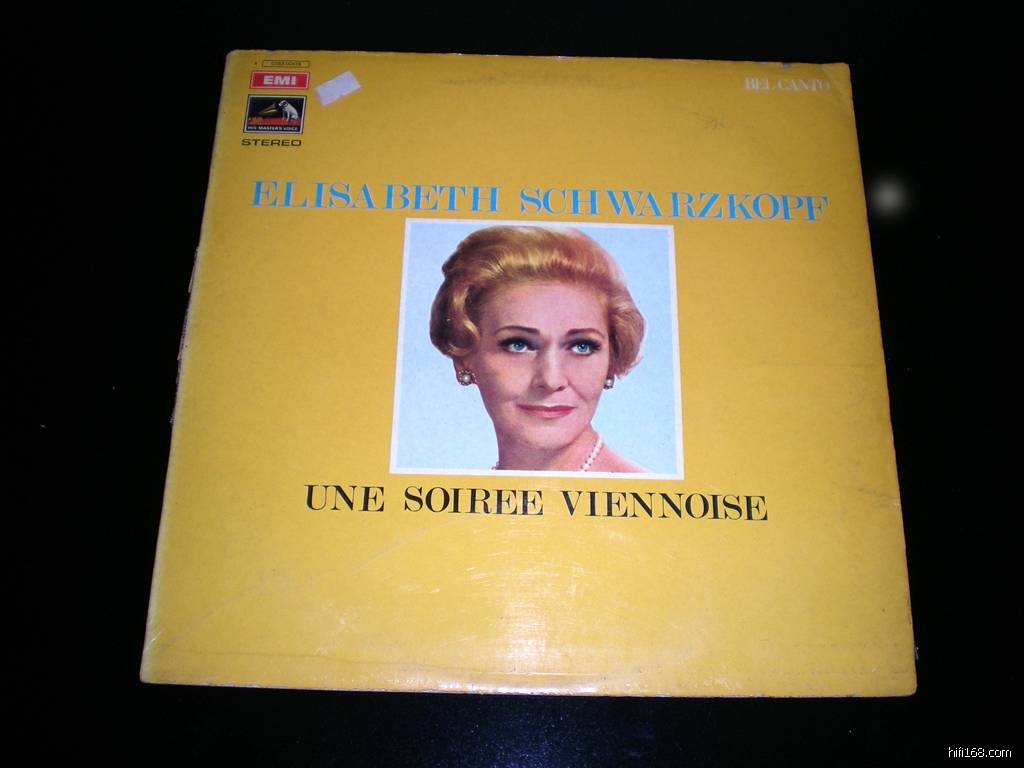 EMI
BEL CANTO
HIS MASTER'S VOICE
STEREO
ELISABETH SCHWARZKOPF
UNE SOIREE VIENNOISE
hifi168.com